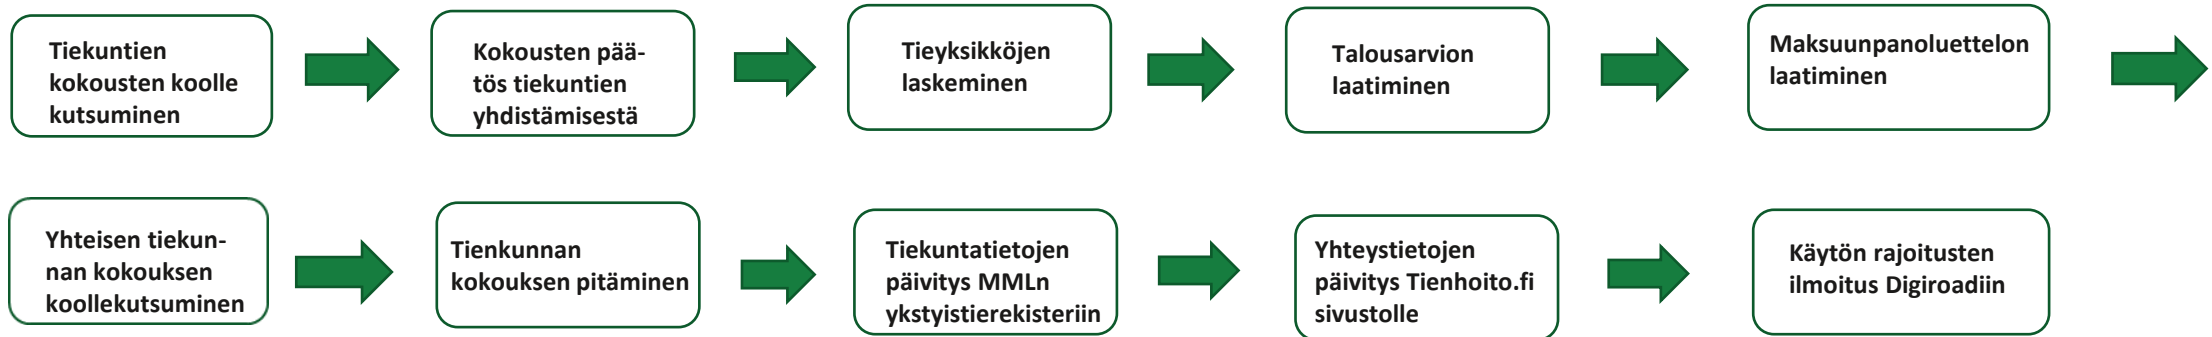 Tiekuntien
kokousten koolle
kutsuminen
Kokousten pää-
tös tiekuntien
yhdistämisestä
Tieyksikköjen
laskeminen
Talousarvion
laatiminen
Maksuunpanoluettelon
laatiminen
Yhteisen tiekun-
nan kokouksen
koollekutsuminen
Tienkunnan
kokouksen pitäminen
Tiekuntatietojen
päivitys MMLn
ykstyistierekisteriin
Yhteystietojen
päivitys Tienhoito.fi
sivustolle
Käytön rajoitusten
ilmoitus Digiroadiin